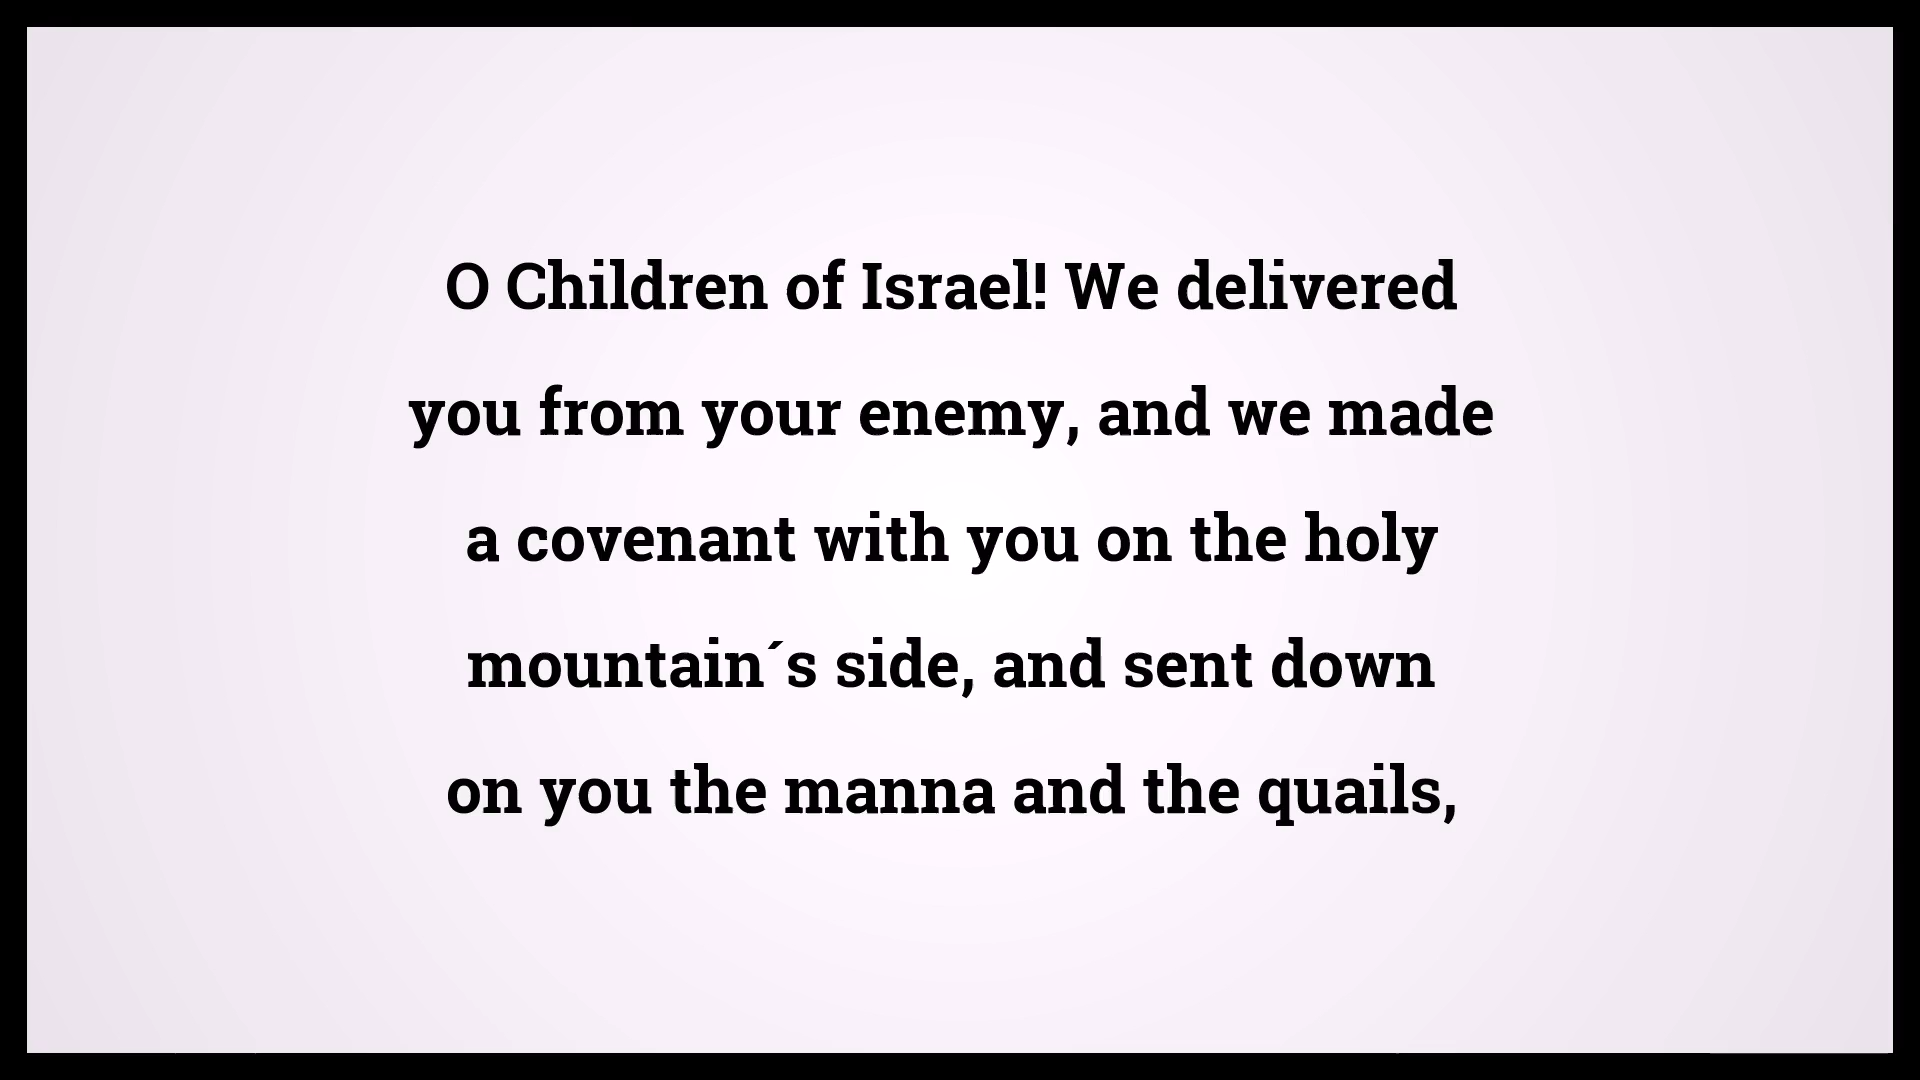 O Children of Israel! We delivered
you from your enemy, and we made
a covenant with you on the holy
mountain´s side, and sent down
on you the manna and the quails,